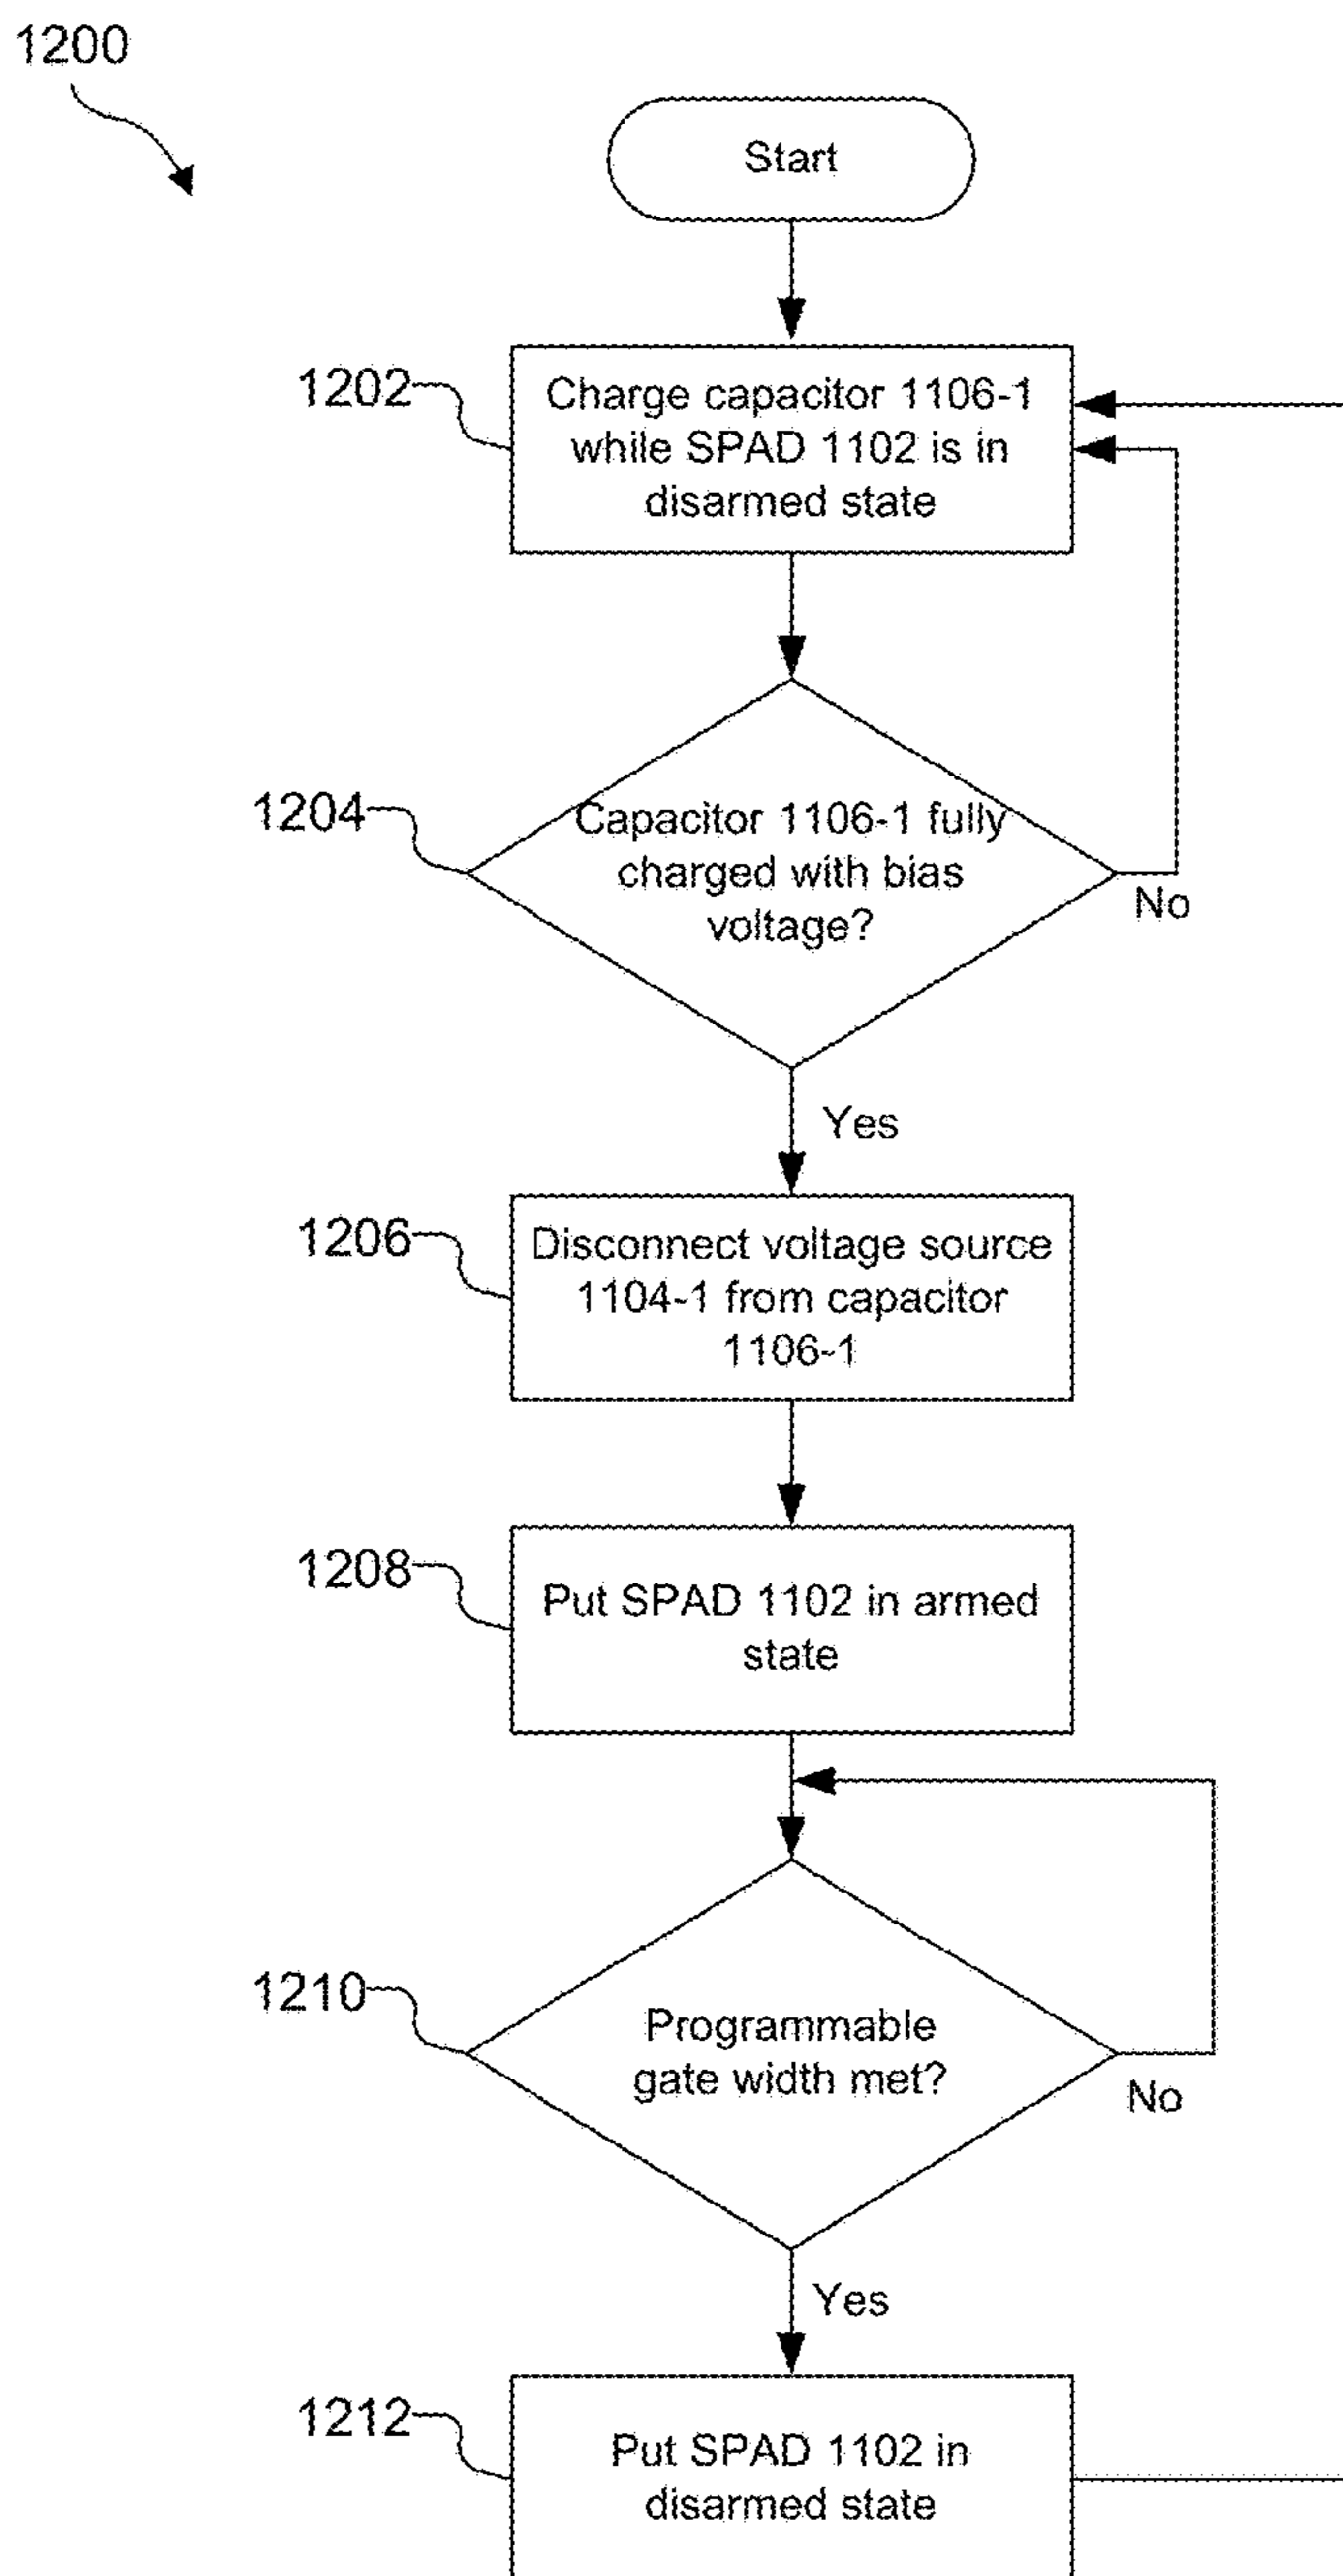 1200
Start
1202
Charge capacitor 1106-1
while SPAD 1102 is in
disarmed state
1204
Capacitor 1106-1 fully
charged with bias
voltage?
No
Yes
1206
Disconnect voltage source
1104-1 from capacitor
1106-1
1208
Put SPAD 1102 in armed
state
1210
Programmable
gate width met?
No
Yes
1212
Put SPAD 1102 in
disarmed state